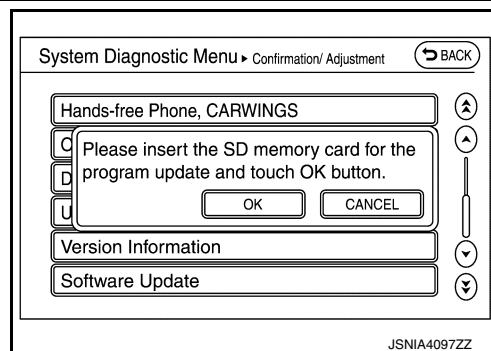 System Diagnostic Menu ▸ Confirmation/ Adjustment
BACK
Hands-free Phone, CARWINGS
C
Please insert the SD memory card for the
D
program update and touch OK button.
U
OK
CANCEL
Version Information
Software Update
JSNIA4097ZZ